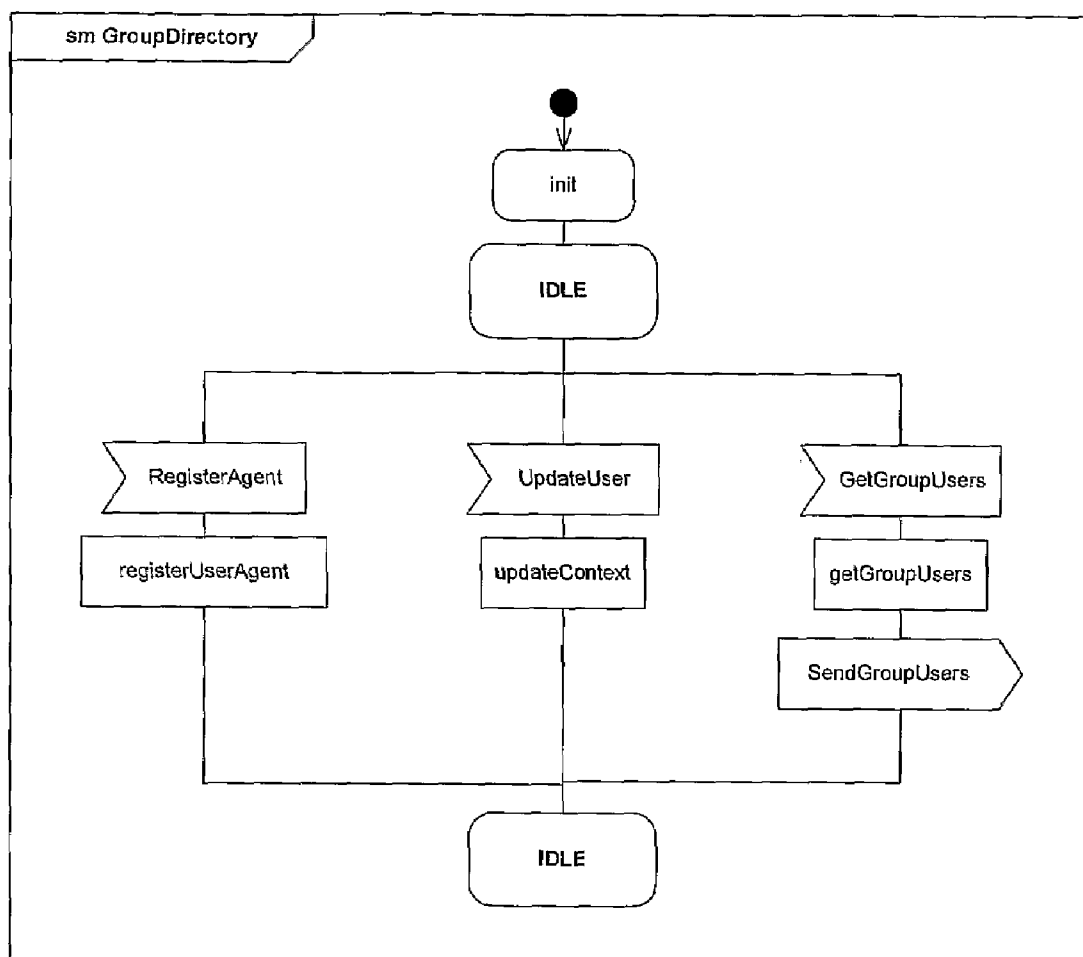 sm GroupDirectory
init
IDLE
RegisterAgent
UpdateUser
GetGroupUsers
registerUserAgent
updateContext
getGroupUsers
SendGroupUsers
IDLE